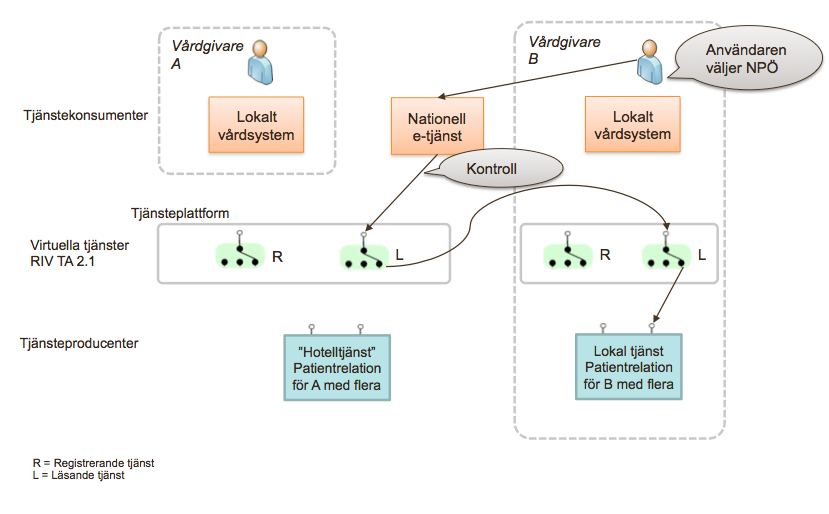 Vårdgivare
A
Vårdgivare
B
Användaren
väljer NPÖ
Tjänstekonsumenter
Lokalt
vårdsystem
Nationell
e-tjänst
Lokalt
vårdsystem
Kontroll
Tjänsteplattform
Virtuella tjänster
RIV TA 2.1
R
L
R
L
Tjänsteproducenter
"Hotelltjänst"
Patientrelation
för A med flera
Lokal tjänst
Patientrelation
för B med flera
R = Registrerande tjänst
L = Läsande tjänst